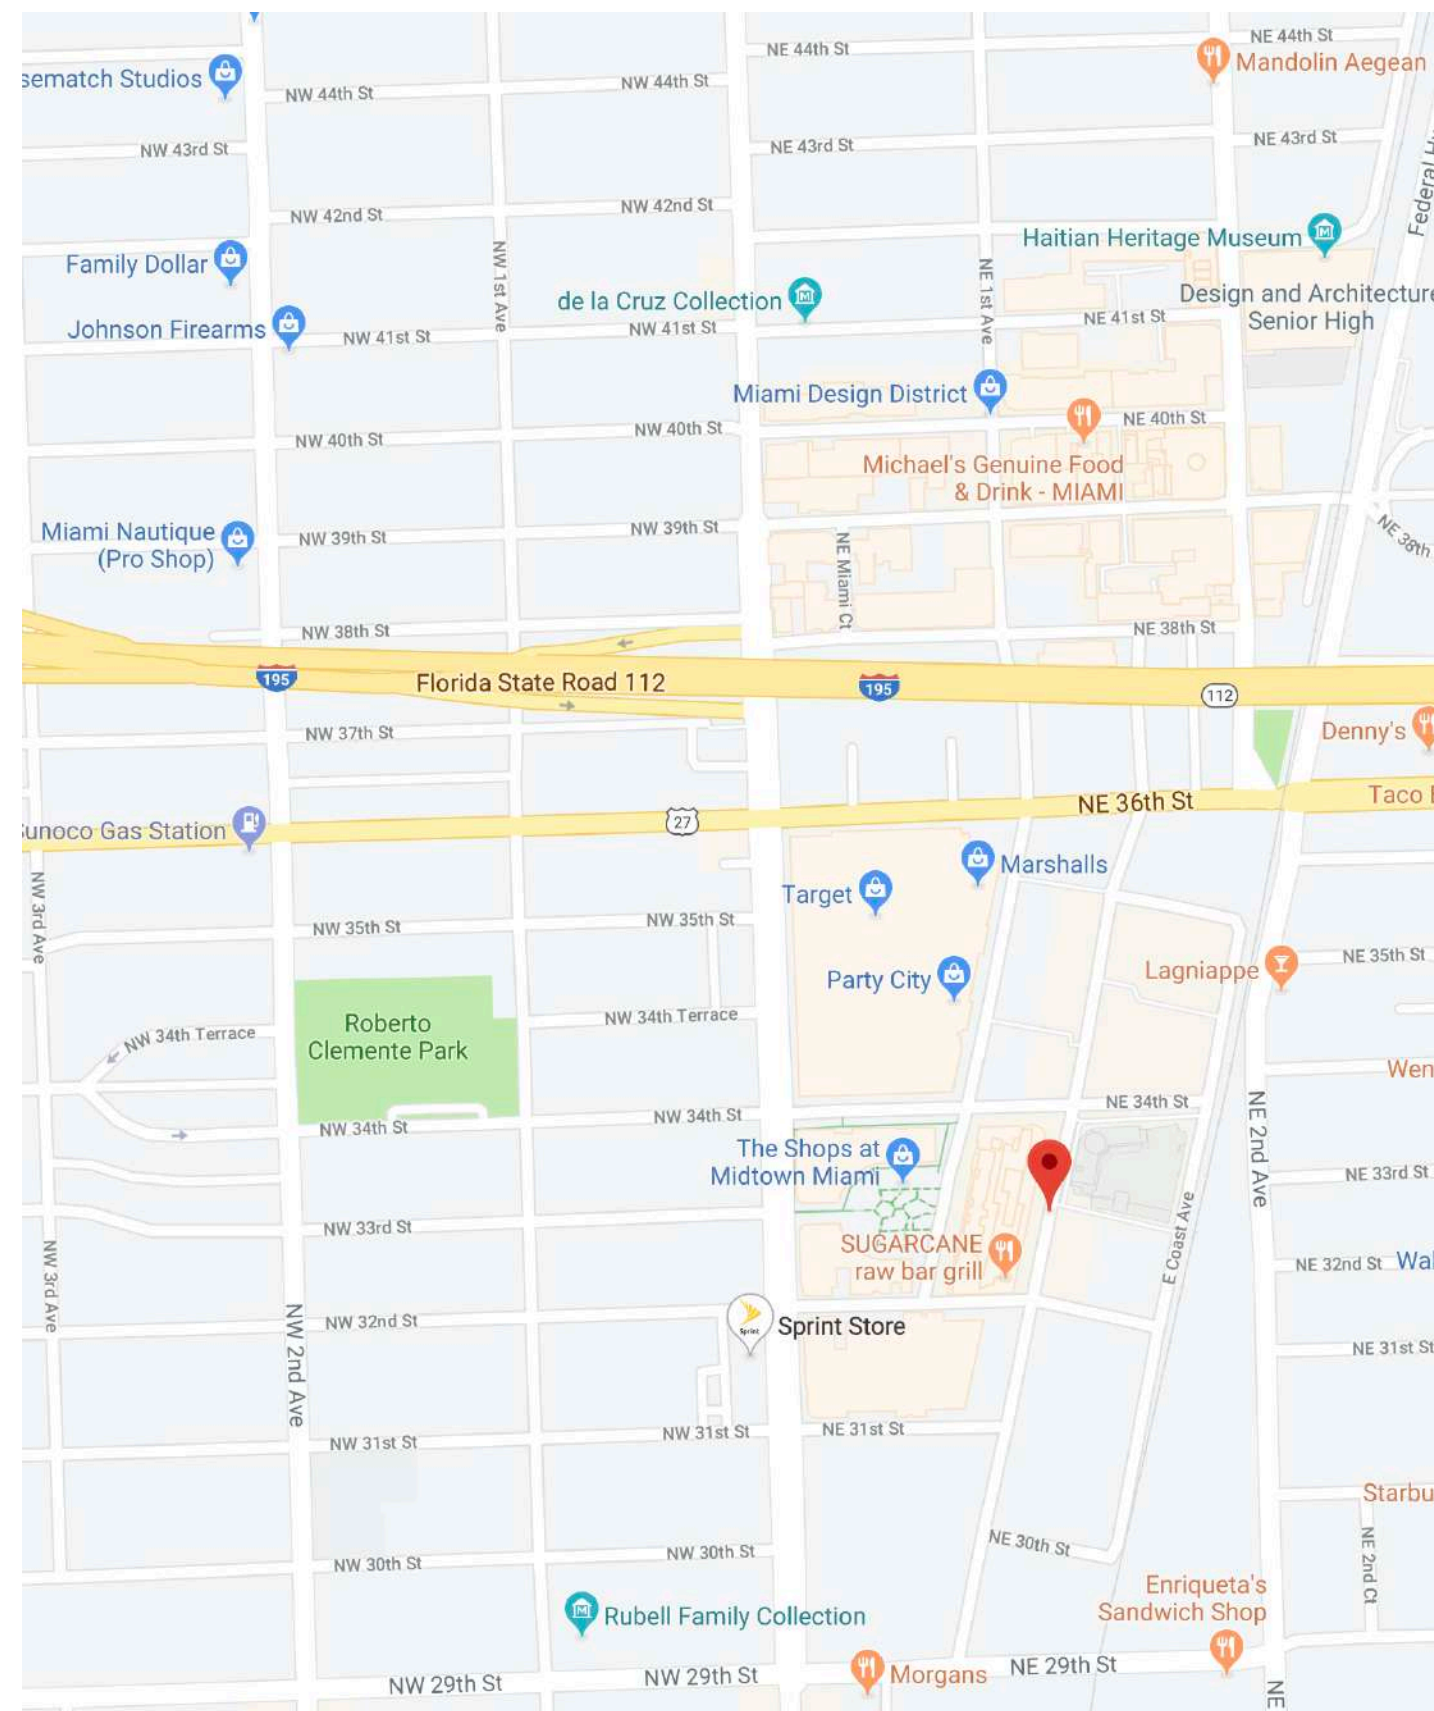 NE 44th St
NE 44th St
Mandolin Aegean
sematch Studios
NW 44th St
NW 44th St
NE 43rd St
NW 43rd St
NE 43rd St
NW 42nd St
NW 42nd St
Haitian Heritage Museum
Family Dollar
NW 1st Ave
NE 1st Ave
de la Cruz Collection
Design and Architecture
Senior High
NE 41st St
Johnson Firearms
NW 41st St
NW 41st St
Miami Design District
NE 40th St
NW 40th St
NW 40th St
Michael's Genuine Food
& Drink - MIAMI
Miami Nautique
(Pro Shop)
NW 39th St
NW 39th St
NE Miami Ct
NE 38th
NW 38th St
NE 38th St
195
Florida State Road 112
195
112
NW 37th St
Denny's
NE 36th St
Taco
unoco Gas Station
27
Marshalls
Target
NW 3rd Ave
NW 35th St
NW 35th St
NE 35th St
Lagniappe
Party City
NW 34th Terrace
NW 34th Terrace
Roberto
Clemente Park
Wen
NE 34th St
NW 34th St
NW 34th St
NE 2nd Ave
The Shops at
Midtown Miami
NE 33rd St
NW 33rd St
E Coast Ave
SUGARCANE
raw bar grill
NE 32nd St
Wal
NW 3rd Ave
NW 32nd St
Sprint
Sprint Store
NE 31st St
NW 2nd Ave
NW 31st St
NW 31st St
NE 31st St
Starbu
NE 30th St
NW 30th St
NW 30th St
NE 2nd Ct
Enriqueta's
Sandwich Shop
Rubell Family Collection
NW 29th St
NW 29th St
Morgans
NE 29th St
NE